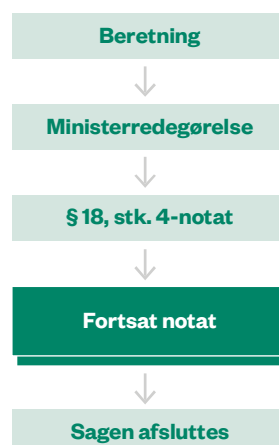 Beretning
Ministerredegørelse
§ 18, stk. 4-notat
Fortsat notat
Sagen afsluttes